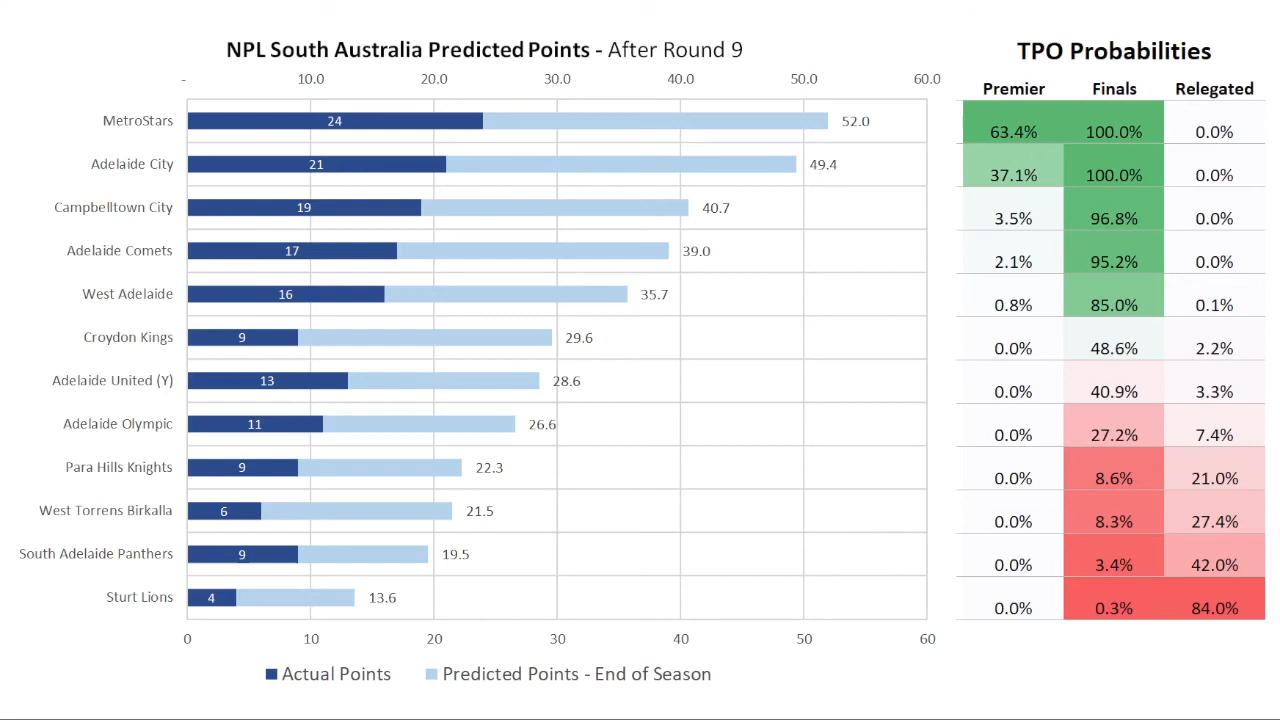 NPL South Australia Predicted Points - After Round 9
TPO Probabilities
- 10.0 20.0 30.0 40.0 50.0 60.0
Premier Finals Relegated
MetroStars 24 52.0 63.4% 100.0% 0.0%
Adelaide City 21 49.4 37.1% 100.0% 0.0%
Campbelltown City 19 40.7 3.5% 96.8% 0.0%
Adelaide Comets 17 39.0 2.1% 95.2% 0.0%
West Adelaide 16 35.7 0.8% 85.0% 0.1%
Croydon Kings 9 29.6 0.0% 48.6% 2.2%
Adelaide United (Y) 13 28.6 0.0% 40.9% 3.3%
Adelaide Olympic 11 26.6 0.0% 27.2% 7.4%
Para Hills Knights 9 22.3 0.0% 8.6% 21.0%
West Torrens Birkalla 6 21.5 0.0% 8.3% 27.4%
South Adelaide Panthers 9 19.5 0.0% 3.4% 42.0%
Sturt Lions 4 13.6 0.0% 0.3% 84.0%
0 10 20 30 40 50 60
Actual Points Predicted Points - End of Season